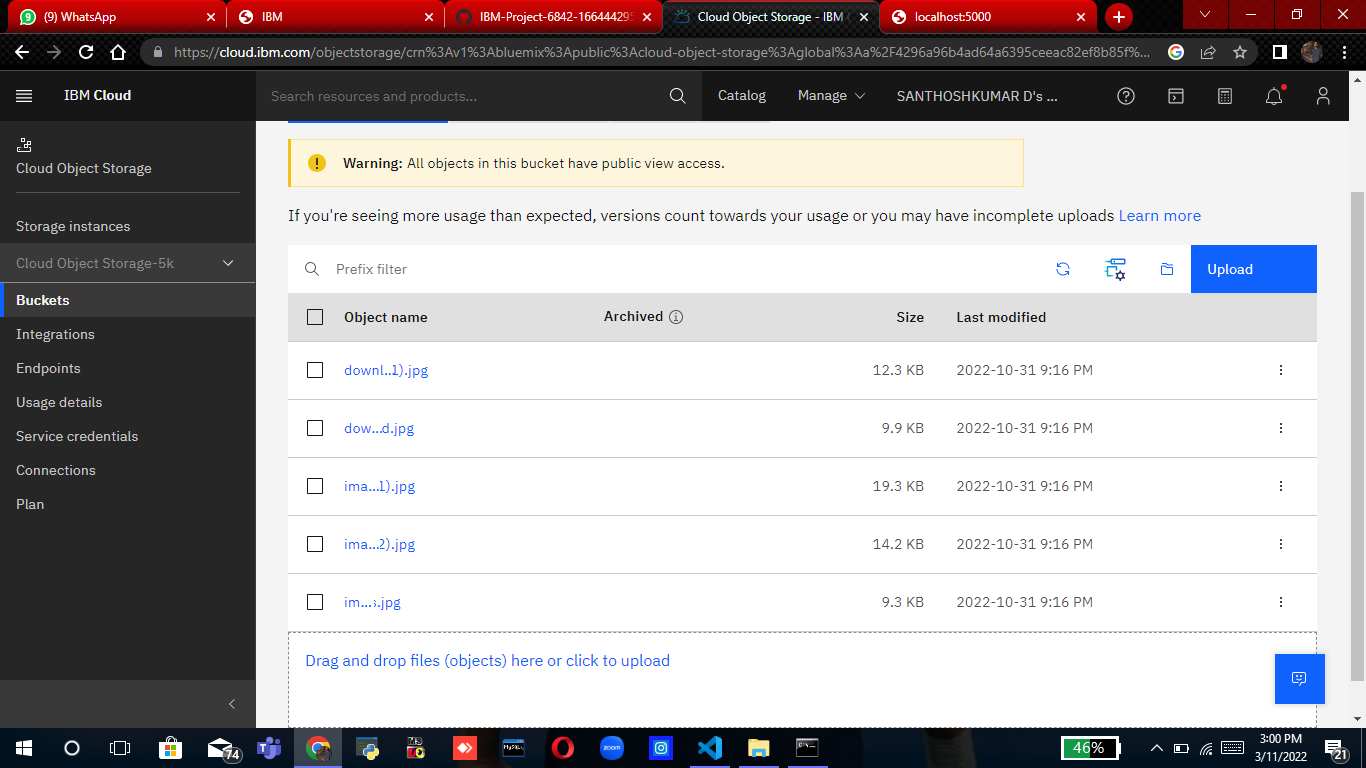 (9) WhatsApp
IBM
IBM-Project-6842-1664442
Cloud Object Storage - IBM C
localhost:5000
https://cloud.ibm.com/objectstorage/crn%3Av1%3Abluemix%3Apublic%3Acloud-object-storage%3Aglobal%3Aa%2F4296a96b4ad64a6395ceeac82ef8b85f%...
IBM Cloud
Search resources and products...
Catalog
Manage
SANTHOSHKUMAR D's ...
Cloud Object Storage
Storage instances
Cloud Object Storage-5k
Buckets
Integrations
Endpoints
Usage details
Service credentials
Connections
Plan
Warning: All objects in this bucket have public view access.
If you're seeing more usage than expected, versions count towards your usage or you may have incomplete uploads Learn more
Prefix filter
Upload
Object name Archived Size Last modified
downl...1).jpg 12.3 KB 2022-10-31 9:16 PM
dow...d.jpg 9.9 KB 2022-10-31 9:16 PM
ima...1).jpg 19.3 KB 2022-10-31 9:16 PM
ima...2).jpg 14.2 KB 2022-10-31 9:16 PM
im...s.jpg 9.3 KB 2022-10-31 9:16 PM
Drag and drop files (objects) here or click to upload
74
MySQL
zoom
46%
3:00 PM
3/11/2022
21